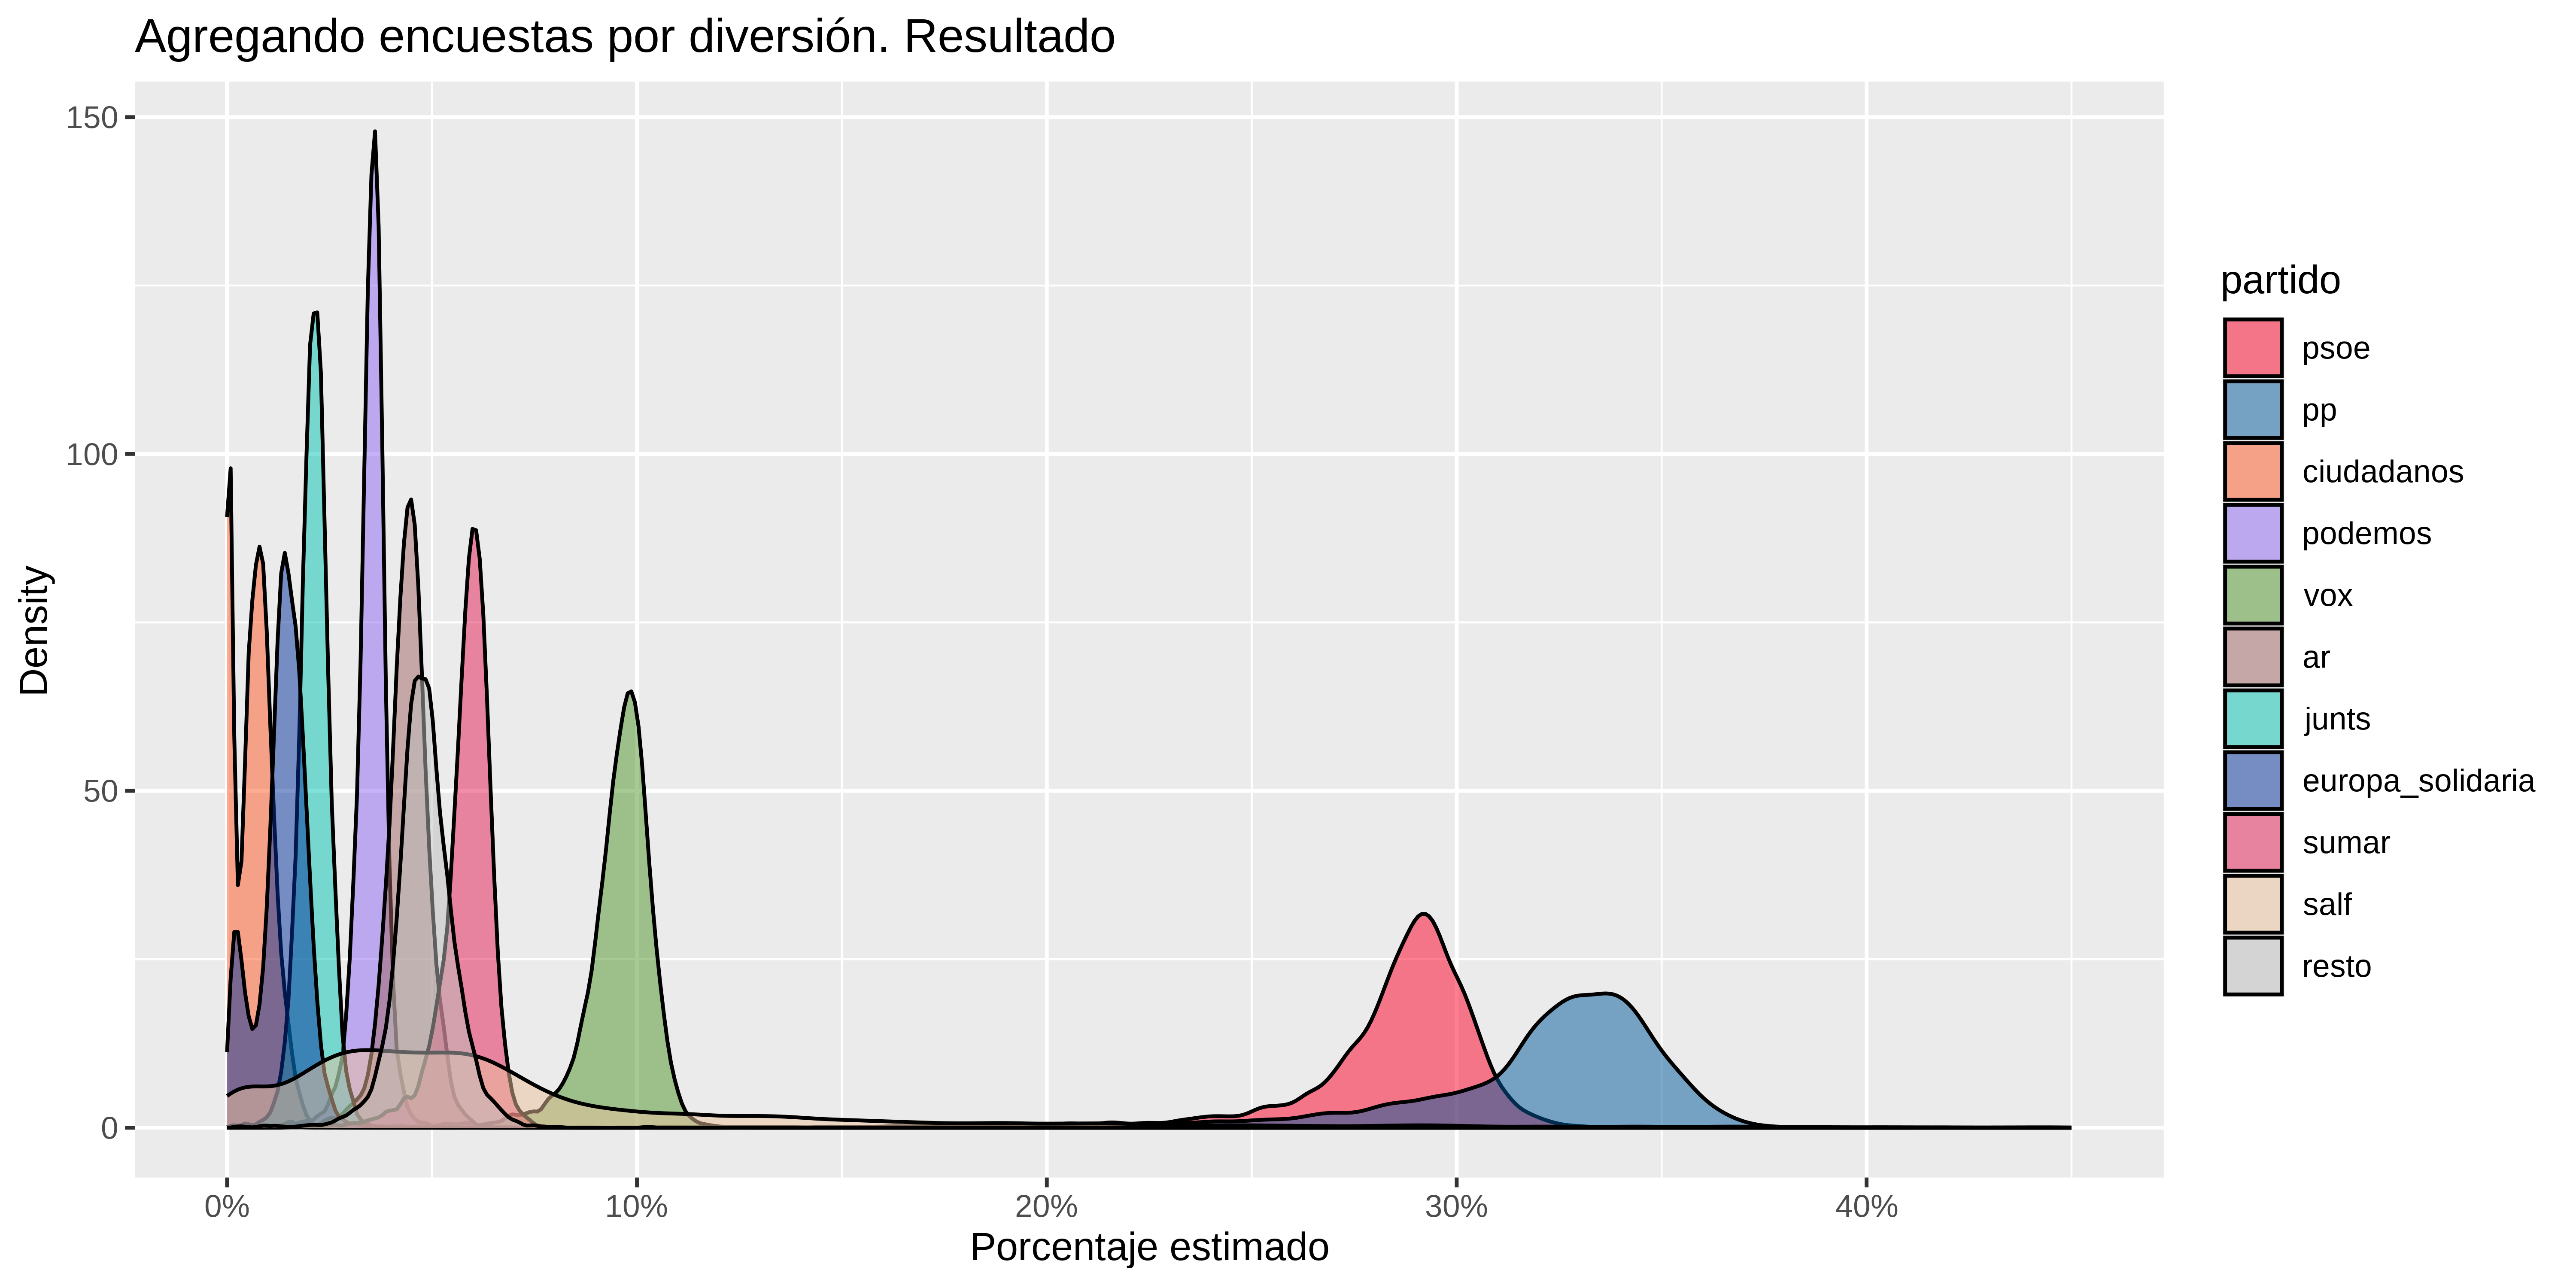 Agregando encuestas por diversión. Resultado
150
100
50
0
Density
0%
10%
20%
30%
40%
Porcentaje estimado
partido
psoe
pp
ciudadanos
podemos
vox
ar
junts
europa_solidaria
sumar
salf
resto